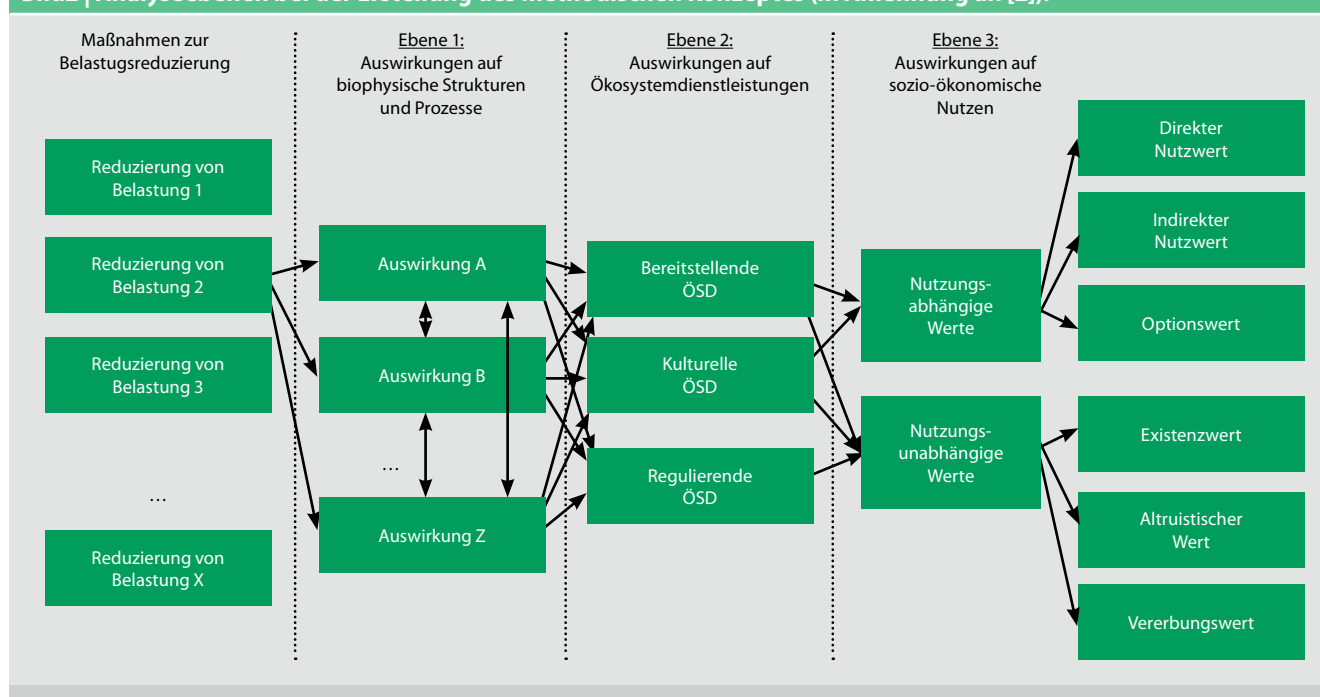 Maßnahmen zur
Belastugsreduzierung
Ebene 1:
Auswirkungen auf
biophysische Strukturen
und Prozesse
Ebene 2:
Auswirkungen auf
Ökosystemdienstleistungen
Ebene 3:
Auswirkungen auf
sozio-ökonomische
Nutzen
Reduzierung von
Belastung 1
Reduzierung von
Belastung 2
Reduzierung von
Belastung 3
…
Reduzierung von
Belastung X
Auswirkung A
Auswirkung B
…
Auswirkung Z
Bereitstellende
ÖSD
Kulturelle
ÖSD
Regulierende
ÖSD
Nutzungs-
abhängige
Werte
Nutzungs-
unabhängige
Werte
Direkter
Nutzwert
Indirekter
Nutzwert
Optionswert
Existenzwert
Altruistischer
Wert
Vererbungswert